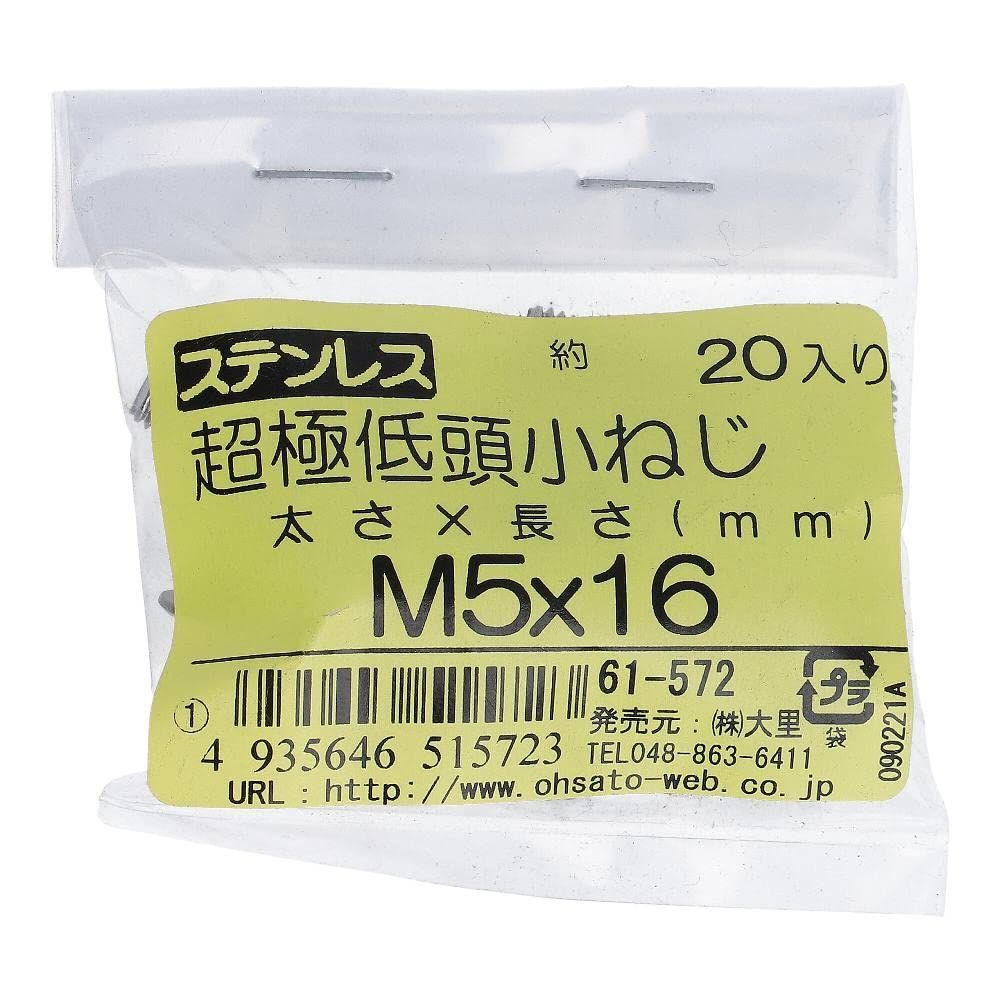 ステンレス 約 20入り
超極低頭小ねじ
太さ×長さ(mm)
M5x16
61-572
① 発売元:㈱大里
プラ
袋
4 935646 515723 TEL048-863-6411
URL:http://www.ohsato-web.co.jp
090221A